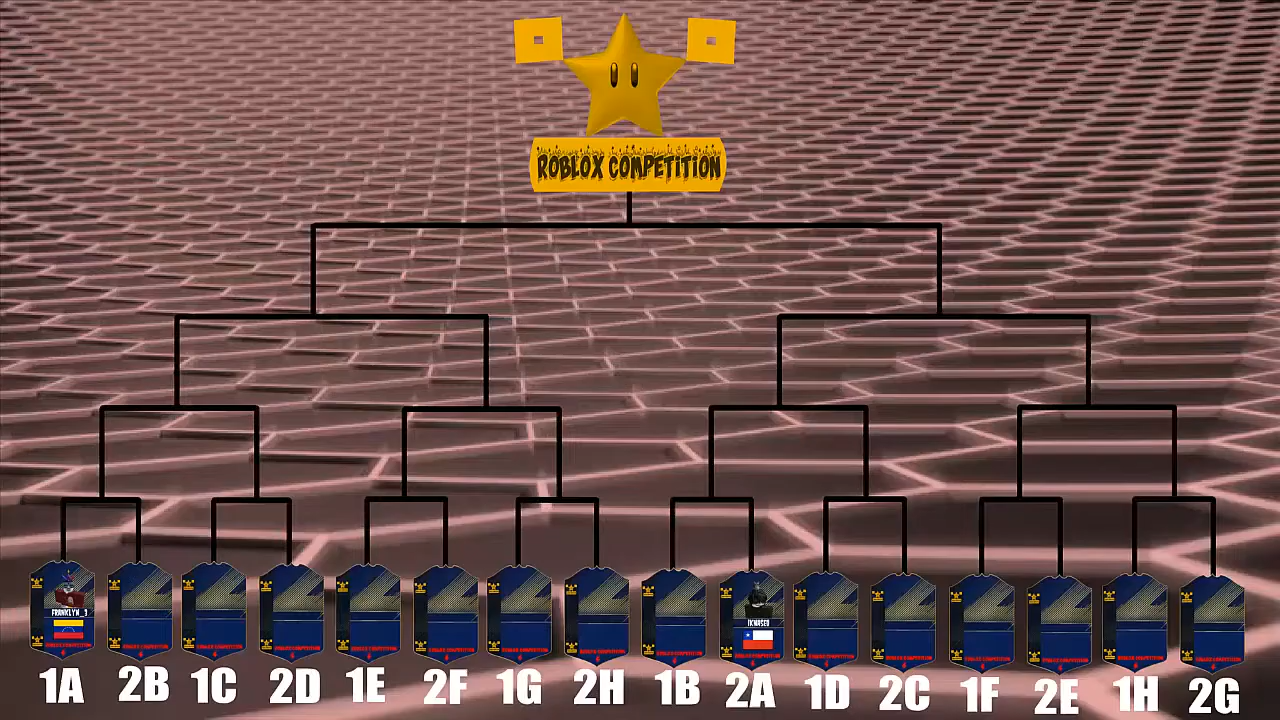 ROBLOX COMPETITION
FRANKLYN_3
1A 2B 1C 2D 1E 2F 1G 2H 1B 2A 1D 2C 1F 2E 1H 2G